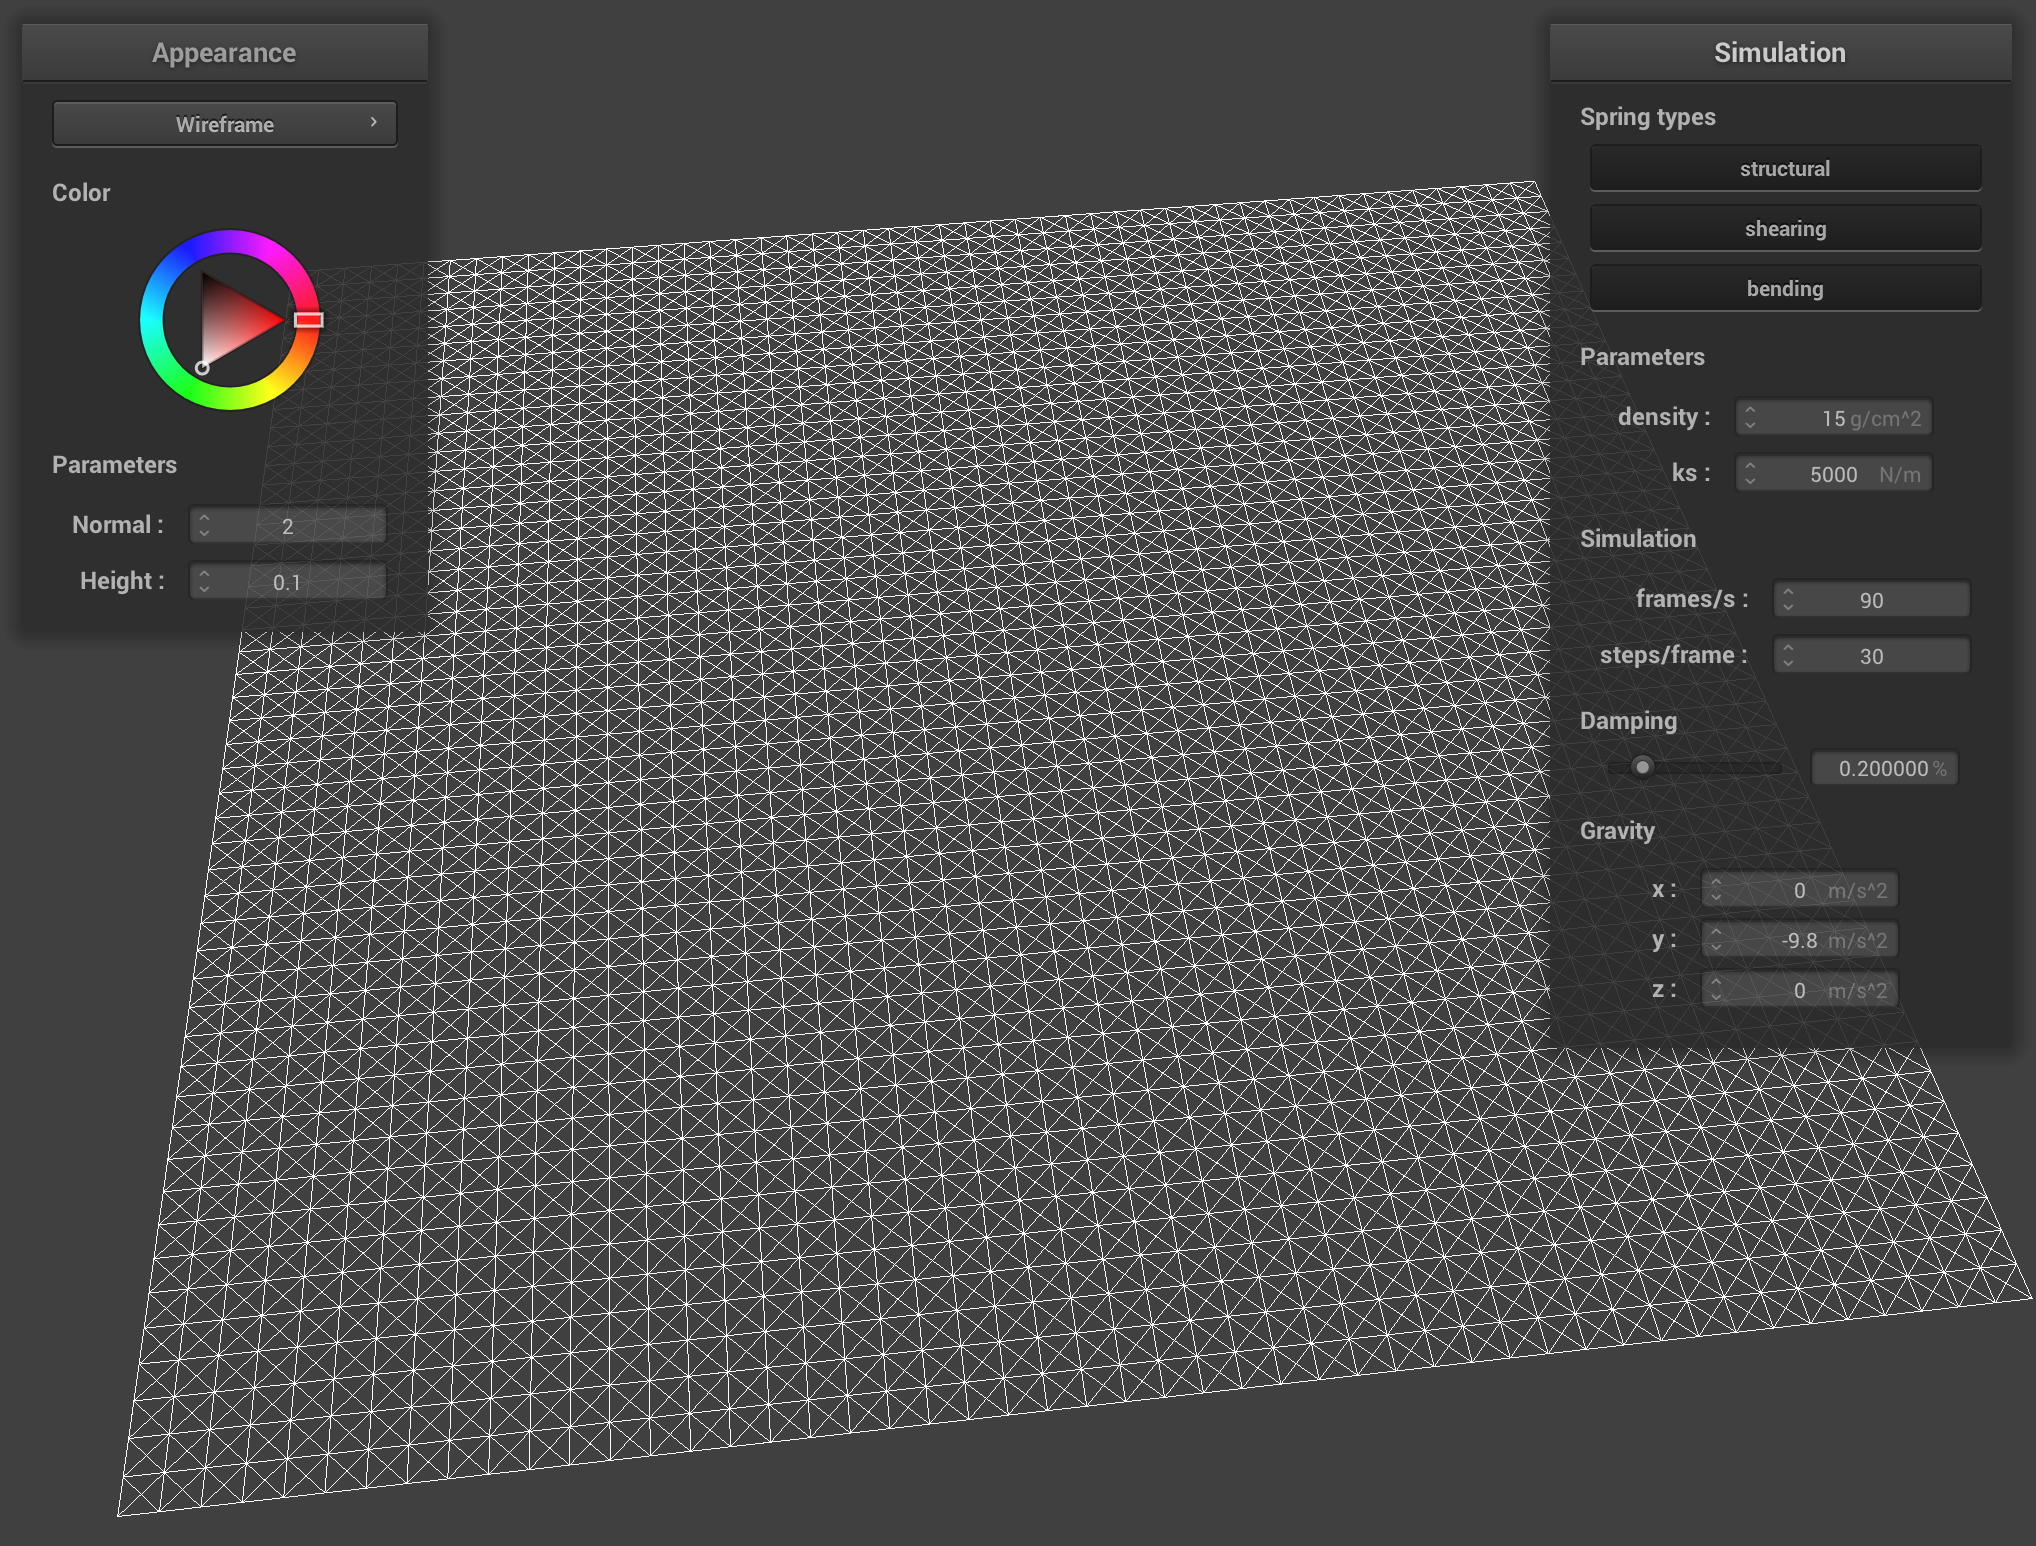 Appearance
Wireframe
Color
Parameters
Normal : 2
Height : 0.1
Simulation
Spring types
structural
shearing
bending
Parameters
density : 15 g/cm^2
ks : 5000 N/m
Simulation
frames/s : 90
steps/frame : 30
Damping
0.200000 %
Gravity
x : 0 m/s^2
y : -9.8 m/s^2
z : 0 m/s^2